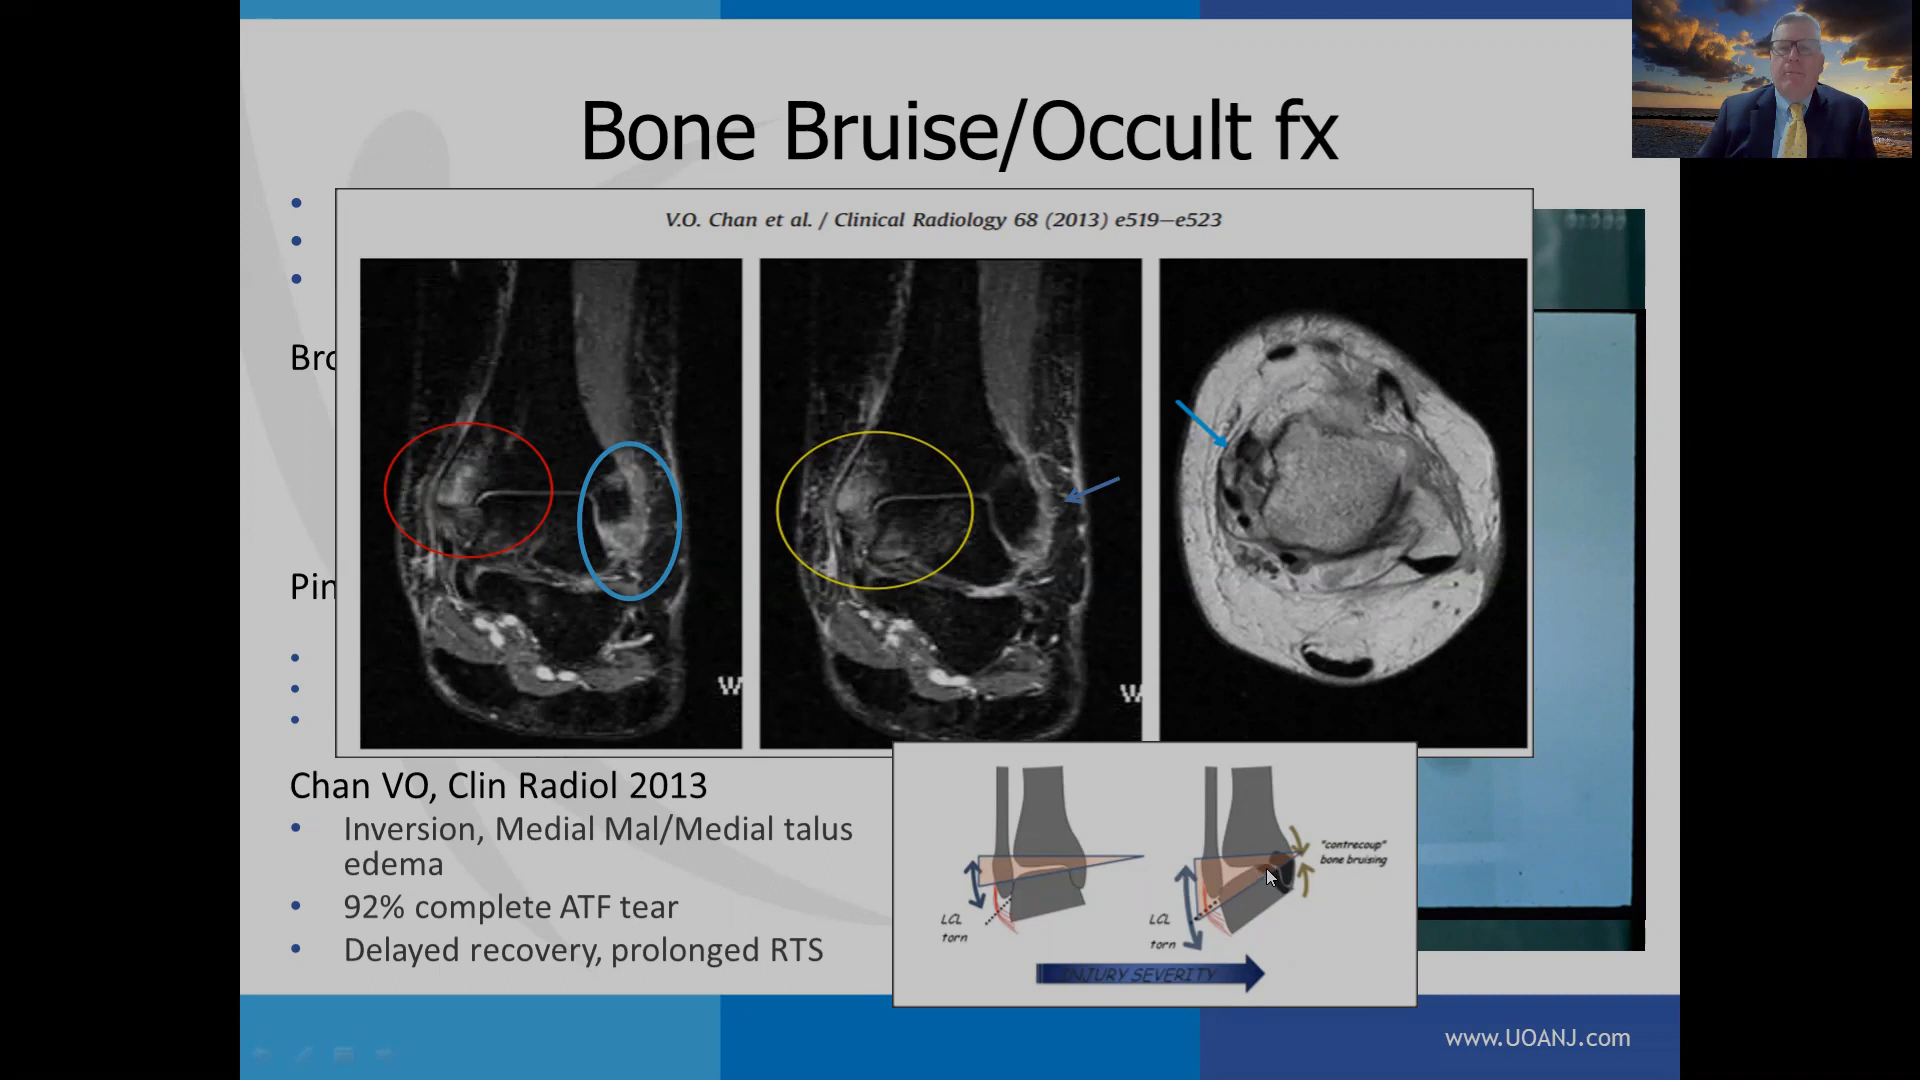 Bone Bruise/Occult fx
V.O. Chan et al. / Clinical Radiology 68 (2013) e519–e523
W
W
Chan VO, Clin Radiol 2013
• Inversion, Medial Mal/Medial talus
edema
• 92% complete ATF tear
• Delayed recovery, prolonged RTS
"contrecoup"
bone bruising
LCL
torn
LCL
torn
INJURY SEVERITY
www.UOANJ.com